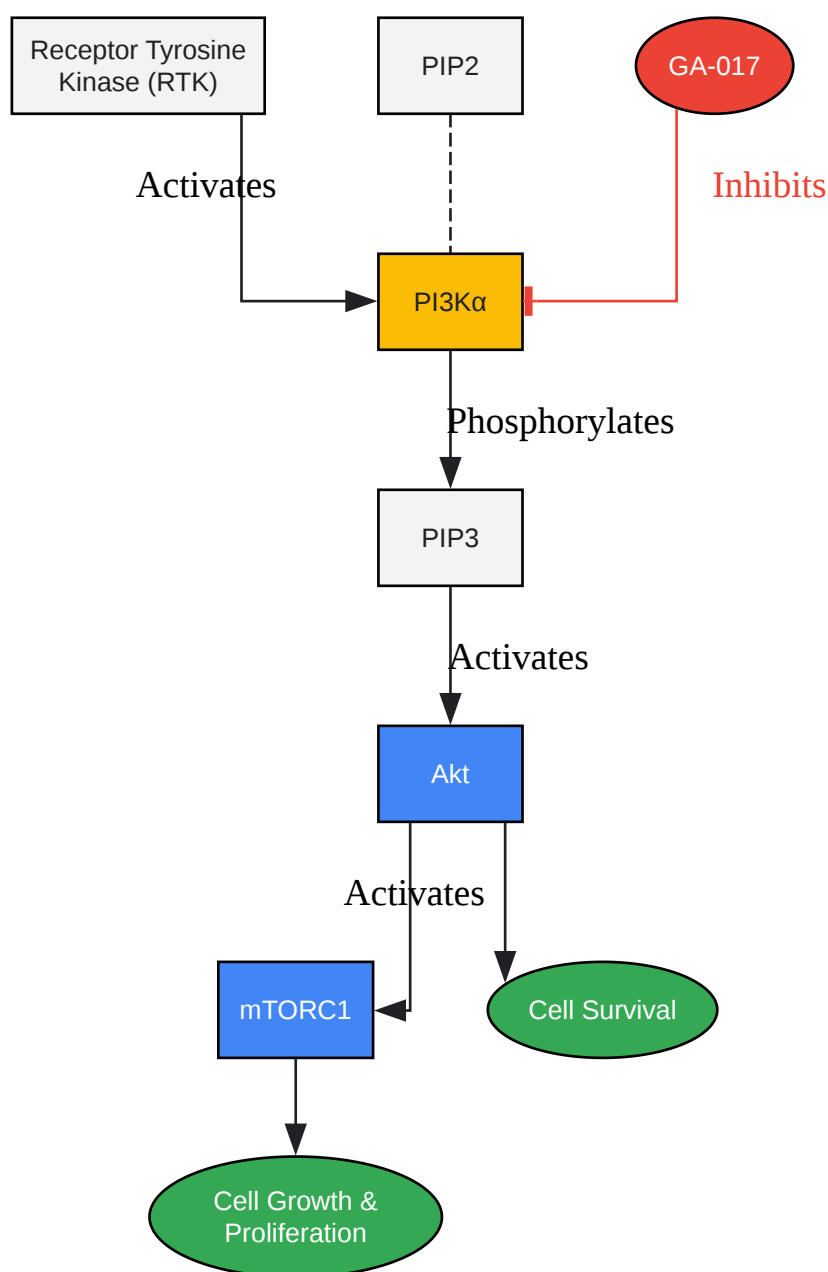 Receptor Tyrosine
Kinase (RTK)
PIP2
GA-017
Activates
Inhibits
PI3Kα
Phosphorylates
PIP3
Activates
Akt
Activates
mTORC1
Cell Survival
Cell Growth &
Proliferation